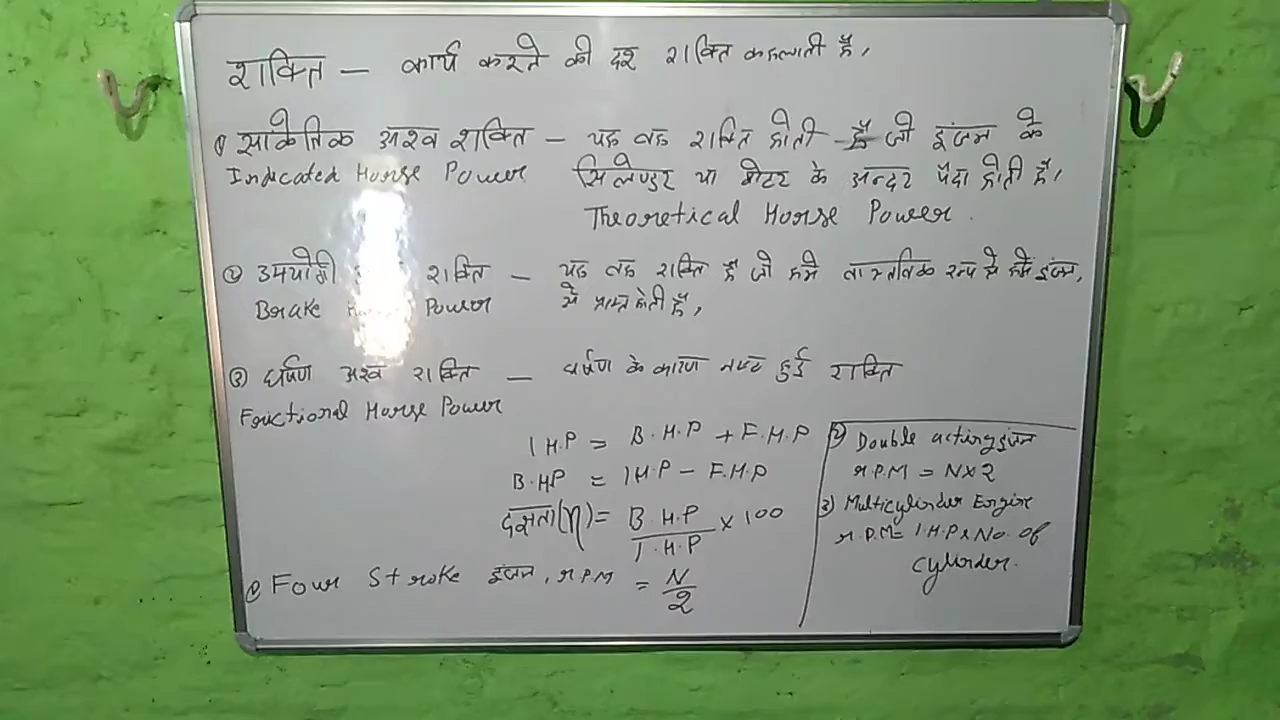 शक्ति — कार्य करने की दर शक्ति कहलाती है,
① सांकेतिक अश्व शक्ति — यह वह शक्ति होती है जो इंजन के
Indicated Horse Power सिलेण्डर या मीटर के अन्दर पैदा होती है,
Theoretical Horse Power.
② उपयोगी शक्ति — यह वह शक्ति है जो हमे वास्तविक रूप से हमे इंजन,
Brake Power से प्राप्त होती है,
③ घर्षण अश्व शक्ति — घर्षण के कारण नष्ट हुई शक्ति
Frictional Horse Power
I H.P = B.H.P + F.H.P
B.HP = I H.P - F.H.P
दक्षता(η) = B.H.P / I.H.P × 100
① Four Stroke इंजन, r.P.M = N/2
2) Double acting इंजन
r.P.M = N×2
3) Multicylinder Engine
r.P.M = I.H.P × No. of
cylinder.